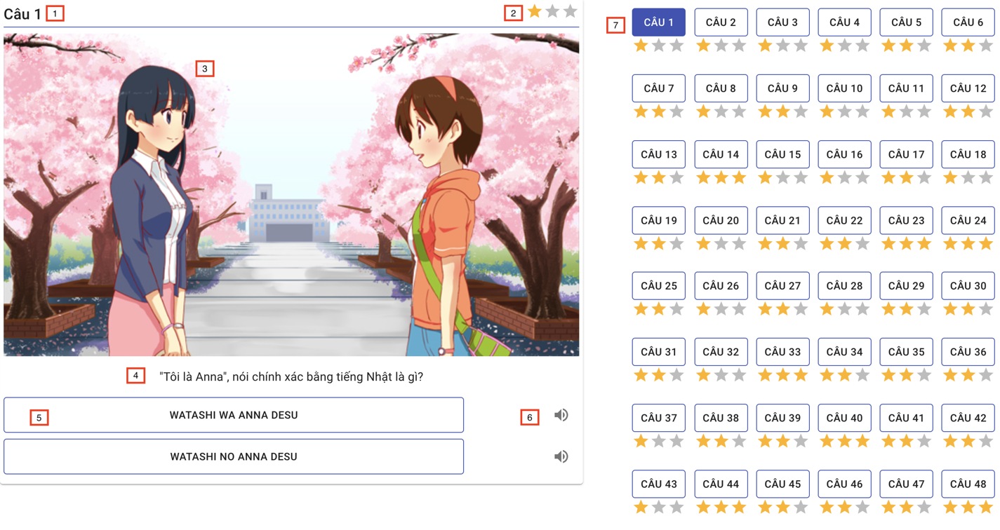 Câu 1 1
2
3
4 "Tôi là Anna", nói chính xác bằng tiếng Nhật là gì?
5 WATASHI WA ANNA DESU 6
WATASHI NO ANNA DESU
7 CÂU 1 CÂU 2 CÂU 3 CÂU 4 CÂU 5 CÂU 6
CÂU 7 CÂU 8 CÂU 9 CÂU 10 CÂU 11 CÂU 12
CÂU 13 CÂU 14 CÂU 15 CÂU 16 CÂU 17 CÂU 18
CÂU 19 CÂU 20 CÂU 21 CÂU 22 CÂU 23 CÂU 24
CÂU 25 CÂU 26 CÂU 27 CÂU 28 CÂU 29 CÂU 30
CÂU 31 CÂU 32 CÂU 33 CÂU 34 CÂU 35 CÂU 36
CÂU 37 CÂU 38 CÂU 39 CÂU 40 CÂU 41 CÂU 42
CÂU 43 CÂU 44 CÂU 45 CÂU 46 CÂU 47 CÂU 48